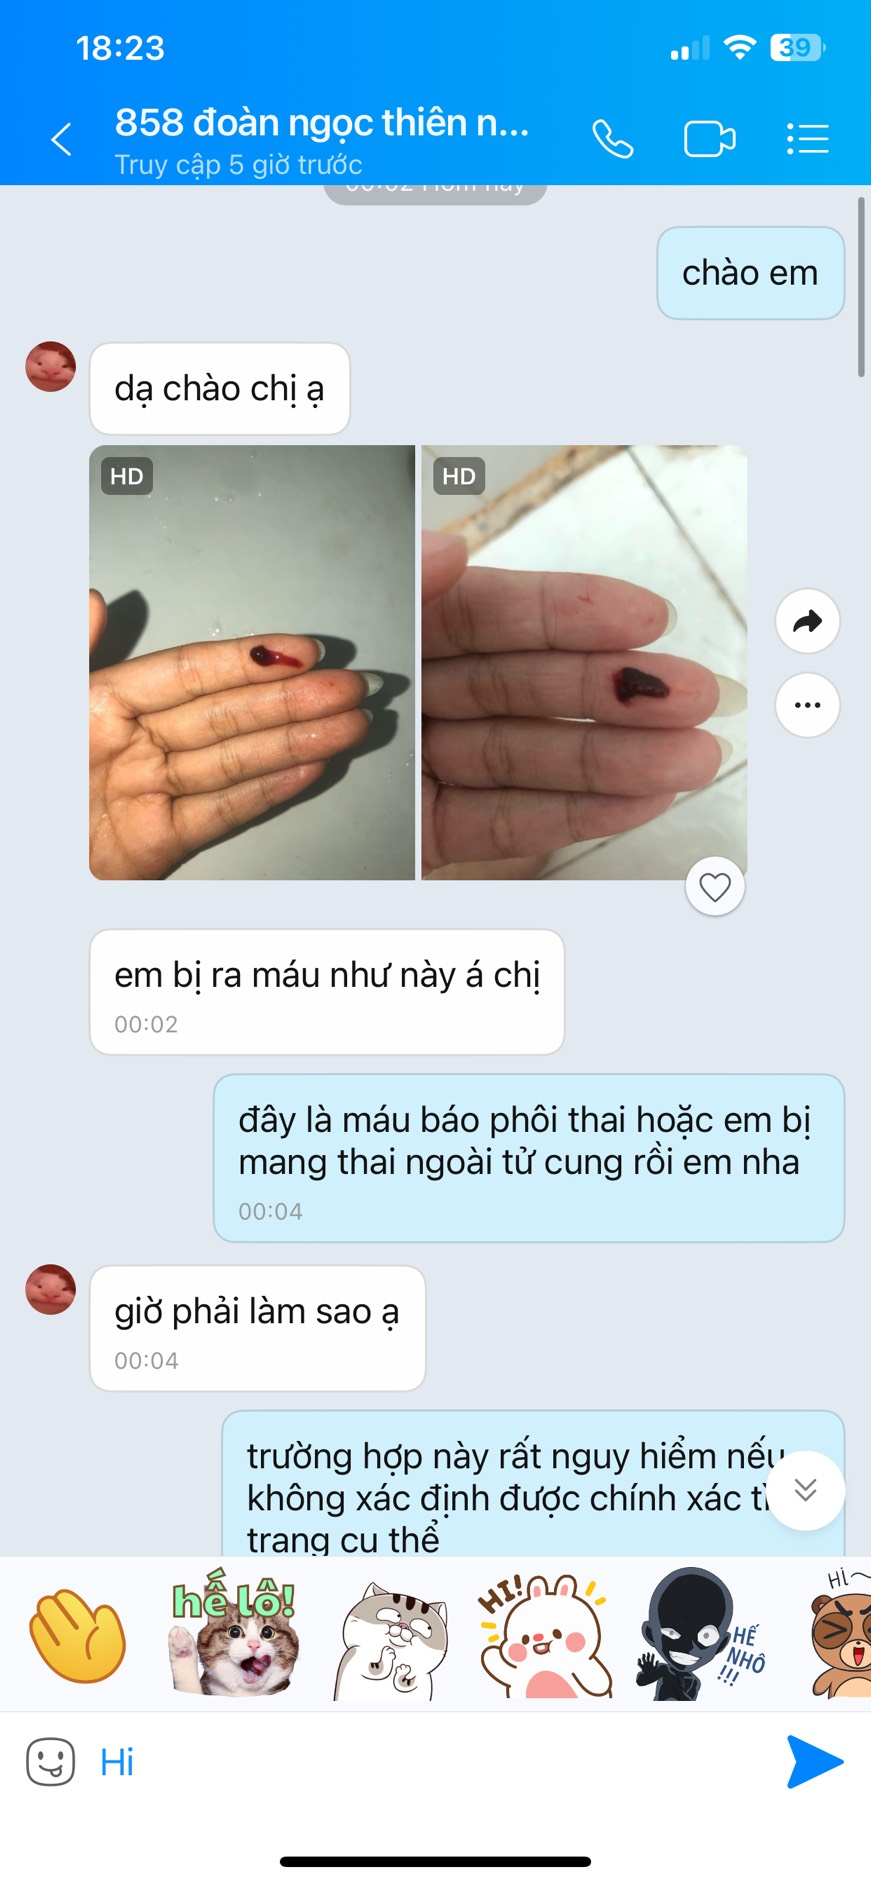 18:23
39
858 đoàn ngọc thiên n...
Truy cập 5 giờ trước
chào em
dạ chào chị ạ
HD
HD
em bị ra máu như này á chị
00:02
đây là máu báo phôi thai hoặc em bị
mang thai ngoài tử cung rồi em nha
00:04
giờ phải làm sao ạ
00:04
trường hợp này rất nguy hiểm nếu
không xác định được chính xác
trạng cụ thể
hế lô!
HI!
HẾ
NHÔ
!!!
Hi~
Hi